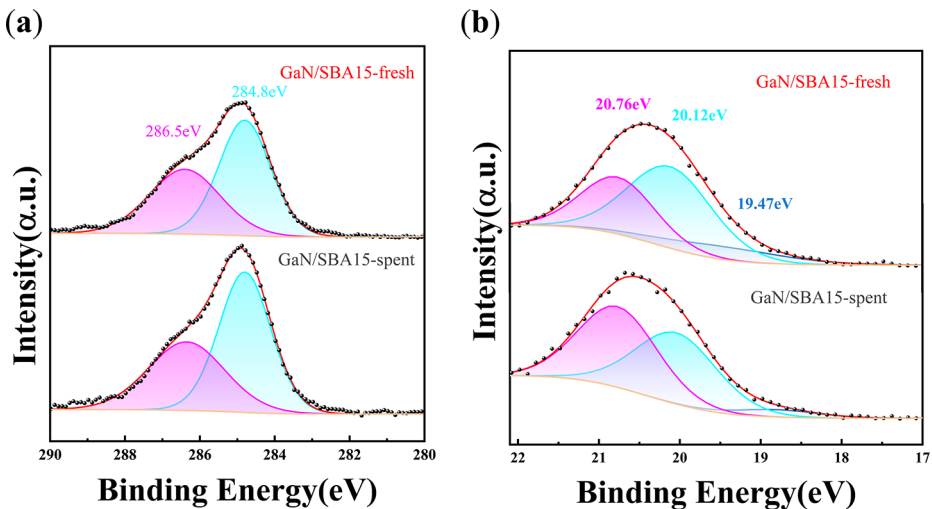 (a)
GaN/SBA15-fresh
284.8eV
286.5eV
GaN/SBA15-spent
Intensity(α.u.)
290 288 286 284 282 280
Binding Energy(eV)
(b)
GaN/SBA15-fresh
20.76eV
20.12eV
19.47eV
GaN/SBA15-spent
Intensity(α.u.)
22 21 20 19 18 17
Binding Energy(eV)